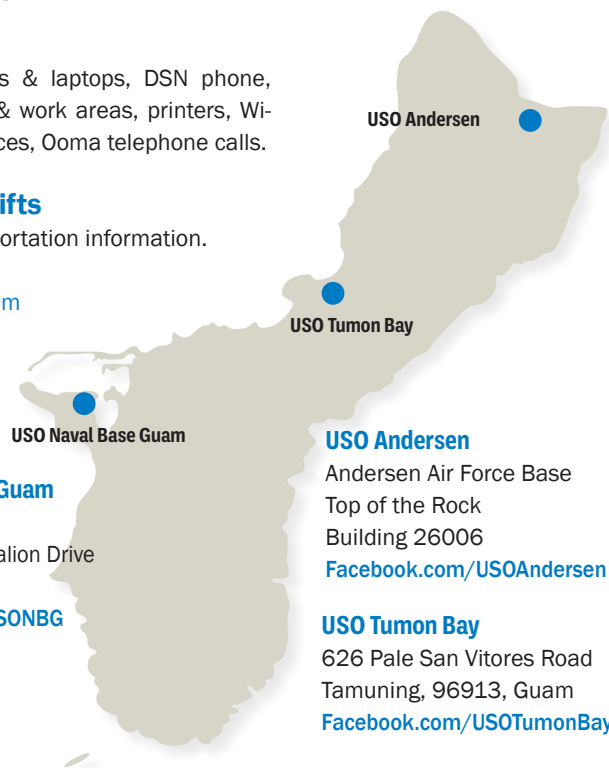 s & laptops, DSN phone,
& work areas, printers, Wi-
ces, Ooma telephone calls.
ifts
ortation information.
m
USO Andersen
USO Tumon Bay
USO Naval Base Guam
Guam
alion Drive
SONBG
USO Andersen
Andersen Air Force Base
Top of the Rock
Building 26006
Facebook.com/USOAndersen
USO Tumon Bay
626 Pale San Vitores Road
Tamuning, 96913, Guam
Facebook.com/USOTumonBay